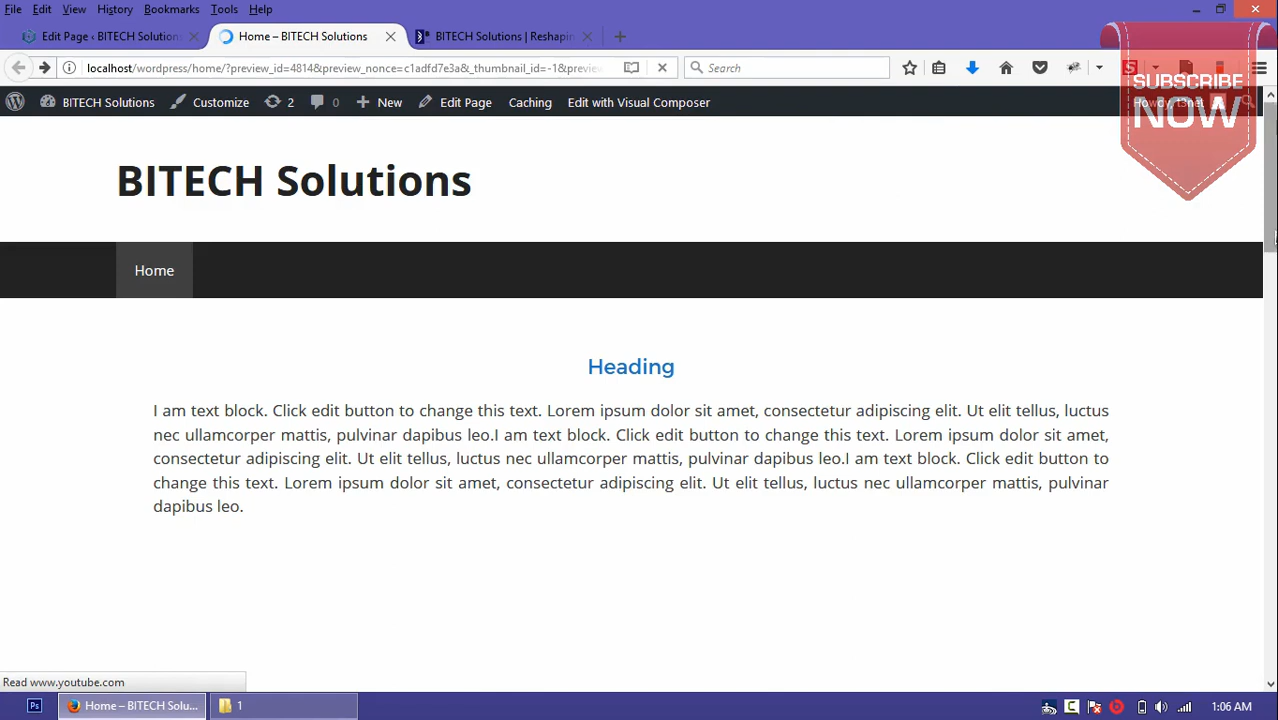 File Edit View History Bookmarks Tools Help
Edit Page ‹ BITECH Solutions
Home – BITECH Solutions
BITECH Solutions | Reshapin
localhost/wordpress/home/?preview_id=4814&preview_nonce=c1adfd7e3a&_thumbnail_id=-1&previe
Search
BITECH Solutions Customize 2 0 New Edit Page Caching Edit with Visual Composer Howdy, t3net
SUBSCRIBE
NOW
BITECH Solutions
Home
Heading
I am text block. Click edit button to change this text. Lorem ipsum dolor sit amet, consectetur adipiscing elit. Ut elit tellus, luctus
nec ullamcorper mattis, pulvinar dapibus leo.I am text block. Click edit button to change this text. Lorem ipsum dolor sit amet,
consectetur adipiscing elit. Ut elit tellus, luctus nec ullamcorper mattis, pulvinar dapibus leo.I am text block. Click edit button to
change this text. Lorem ipsum dolor sit amet, consectetur adipiscing elit. Ut elit tellus, luctus nec ullamcorper mattis, pulvinar
dapibus leo.
Read www.youtube.com
Ps
Home – BITECH Solu...
1
1:06 AM